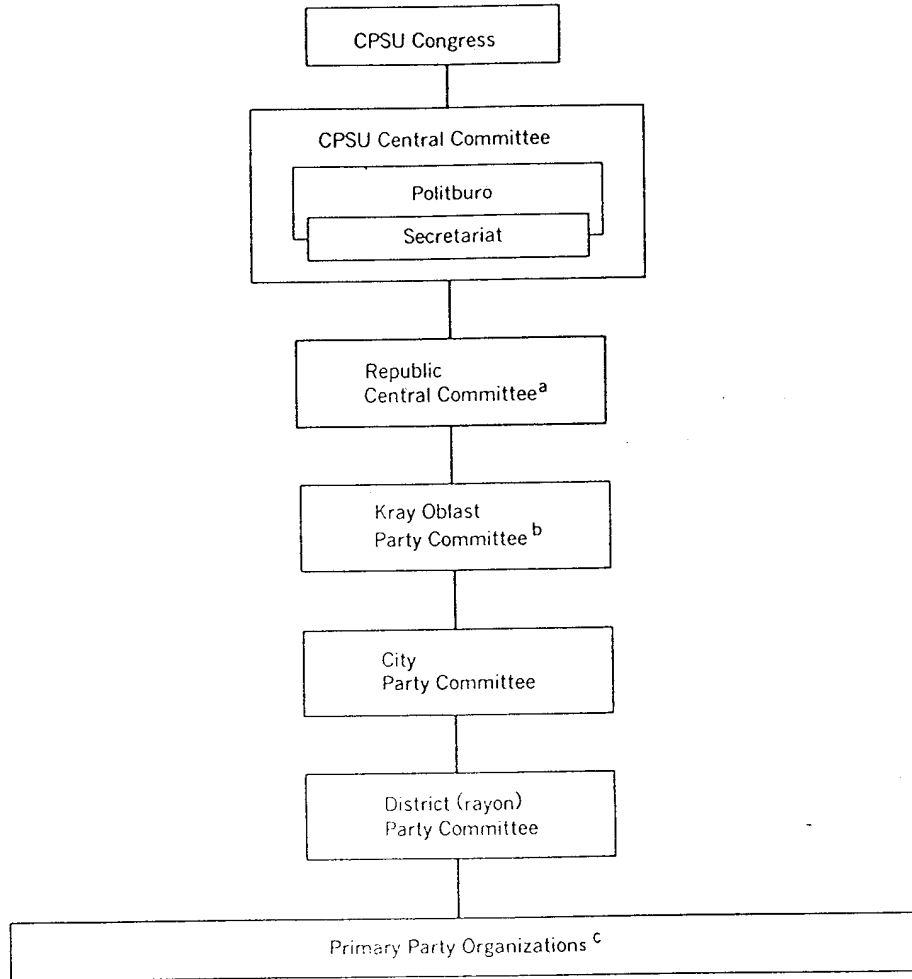 CPSU Congress
CPSU Central Committee
Politburo
Secretariat
Republic
Central Committee a
Kray Oblast
Party Committee b
City
Party Committee
District (rayon)
Party Committee
Primary Party Organizations c